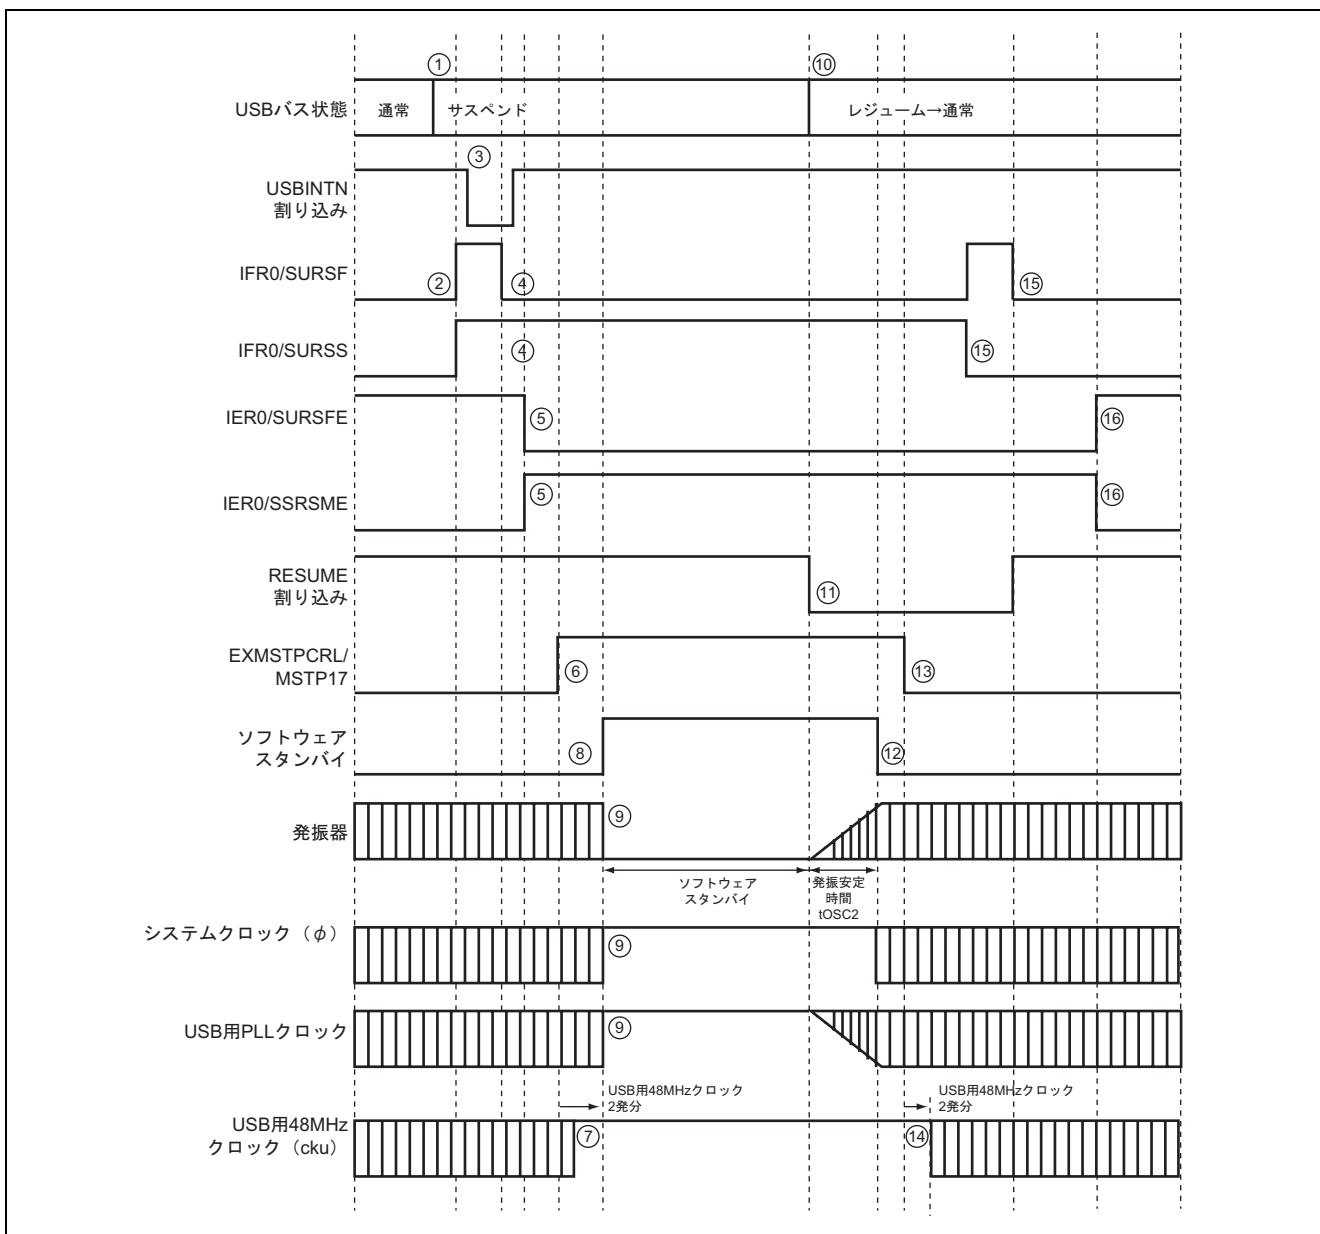 ① ⑩
USBバス状態 通常 サスペンド レジューム→通常
③
USBINTN
割り込み
IFR0/SURSF ② ④ ⑮
IFR0/SURSS ④ ⑮
IER0/SURSFE ⑤ ⑯
IER0/SSRSME ⑤ ⑯
RESUME
割り込み ⑪
EXMSTPCRL/
MSTP17 ⑥ ⑬
ソフトウェア
スタンバイ ⑧ ⑫
発振器 ⑨
ソフトウェア
スタンバイ
発振安定
時間
tOSC2
システムクロック（φ） ⑨
USB用PLLクロック ⑨
USB用48MHzクロック
2発分
USB用48MHzクロック
2発分
USB用48MHz
クロック（cku） ⑦ ⑭